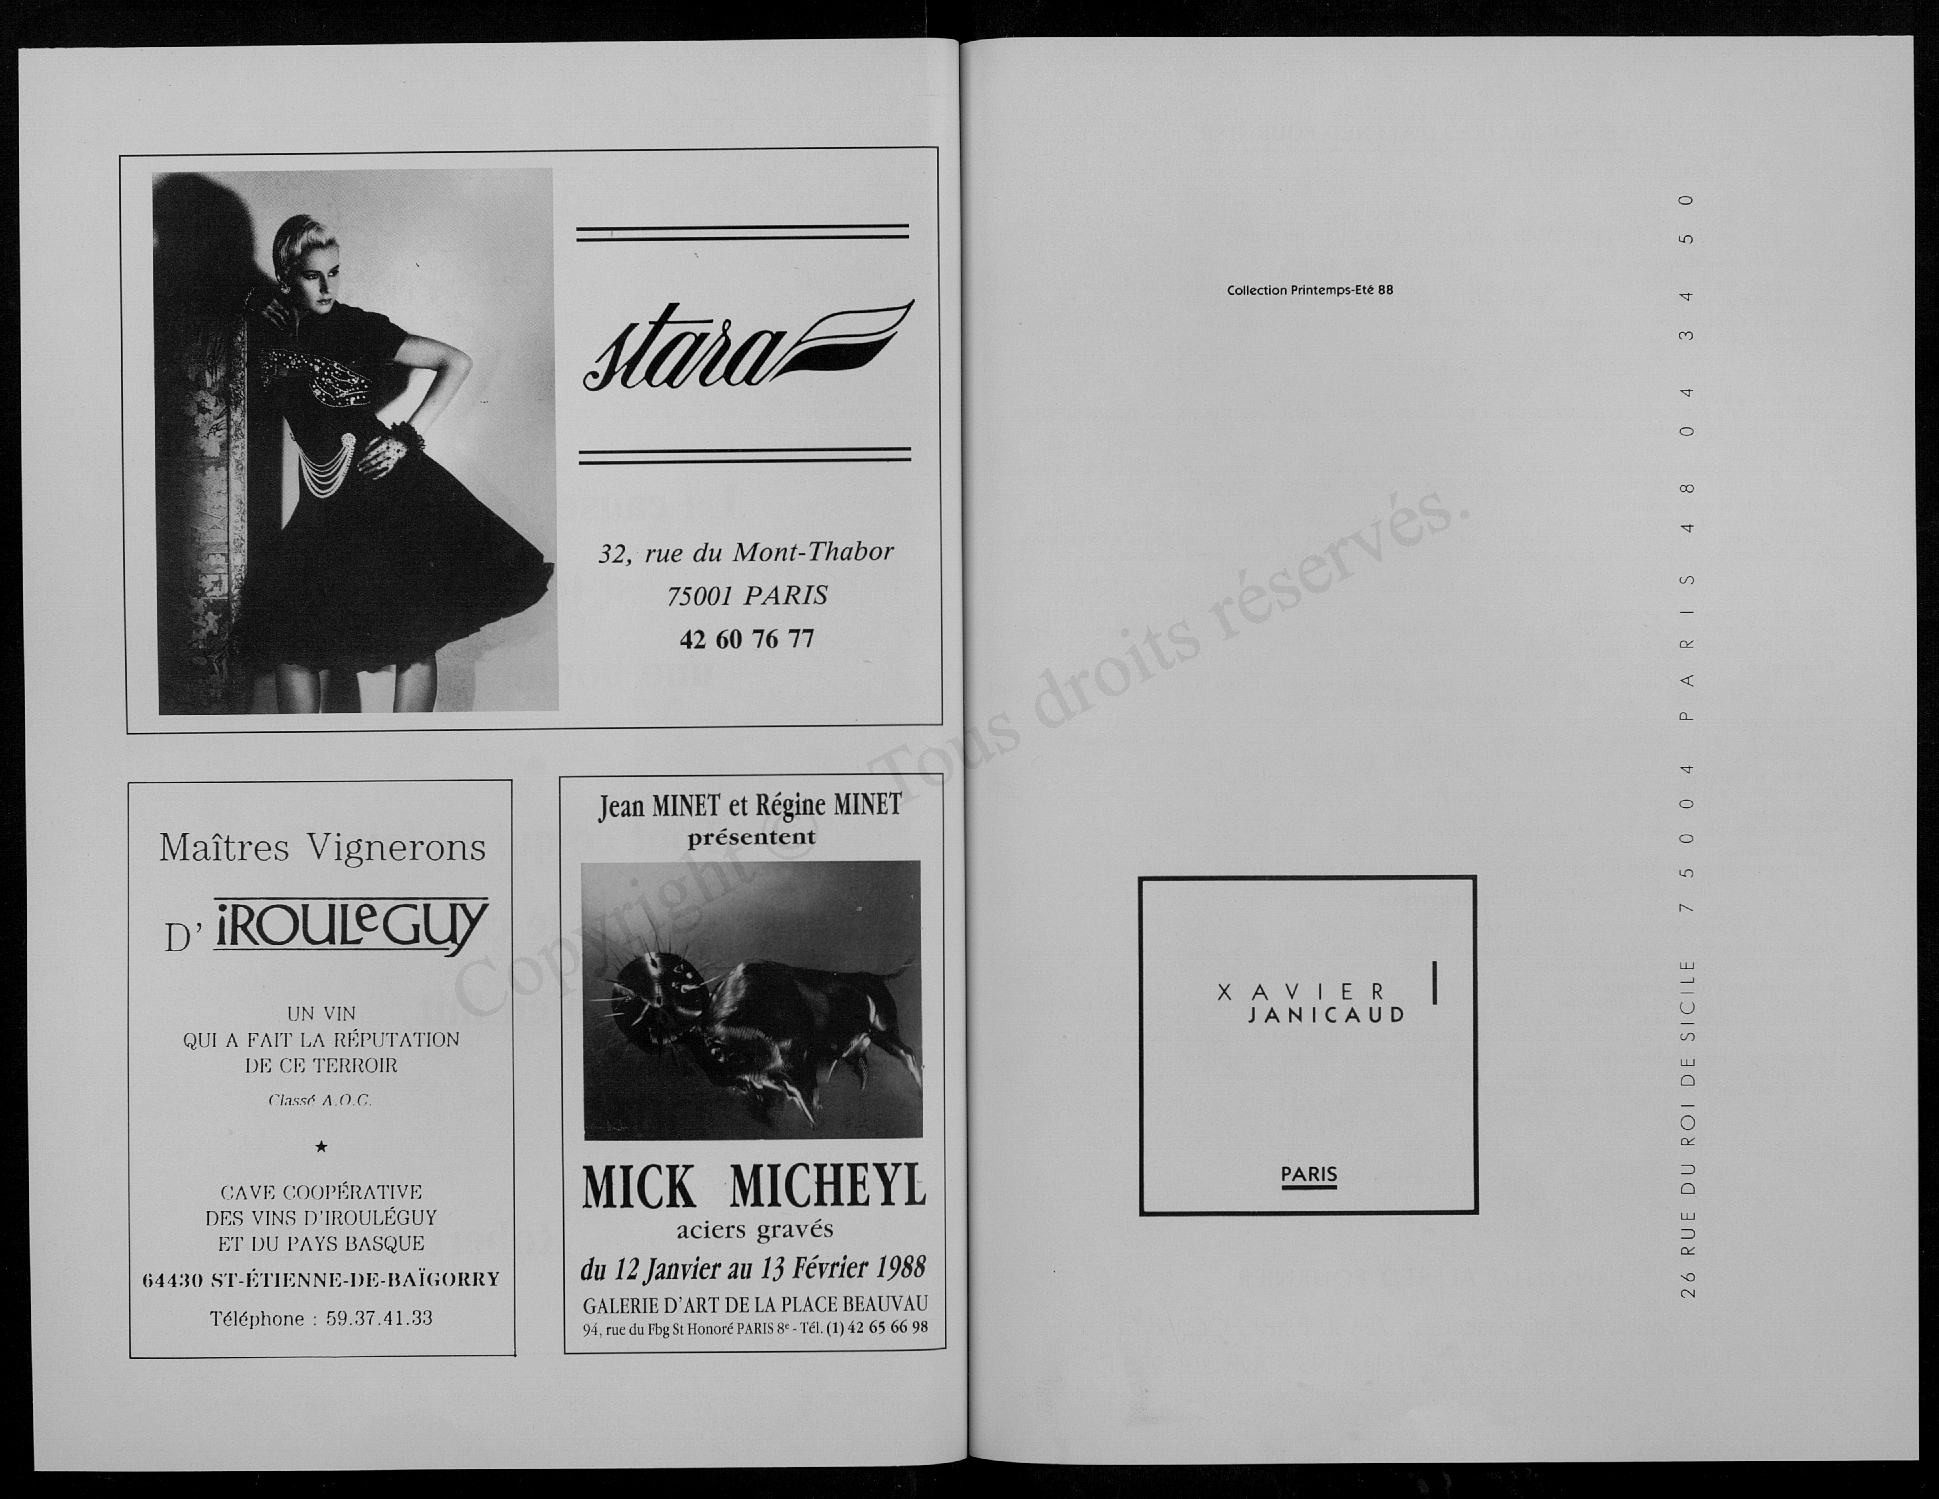 stara
32, rue du Mont-Thabor
75001 PARIS
42 60 76 77
Maîtres Vignerons
D'iROULeGUY
UN VIN
QUI A FAIT LA RÉPUTATION
DE CE TERROIR
Classé A.O.C.
★
CAVE COOPÉRATIVE
DES VINS D'IROULÉGUY
ET DU PAYS BASQUE
64430 ST-ÉTIENNE-DE-BAÏGORRY
Téléphone : 59.37.41.33
Jean MINET et Régine MINET
présentent
MICK MICHEYL
aciers gravés
du 12 Janvier au 13 Février 1988
GALERIE D'ART DE LA PLACE BEAUVAU
94, rue du Fbg St Honoré PARIS 8e - Tél. (1) 42 65 66 98
Collection Printemps-Eté 88
XAVIER
JANICAUD
PARIS
26 RUE DU ROI DE SICILE 75004 PARIS 48 04 34 50
Copyright © Tous droits réservés.